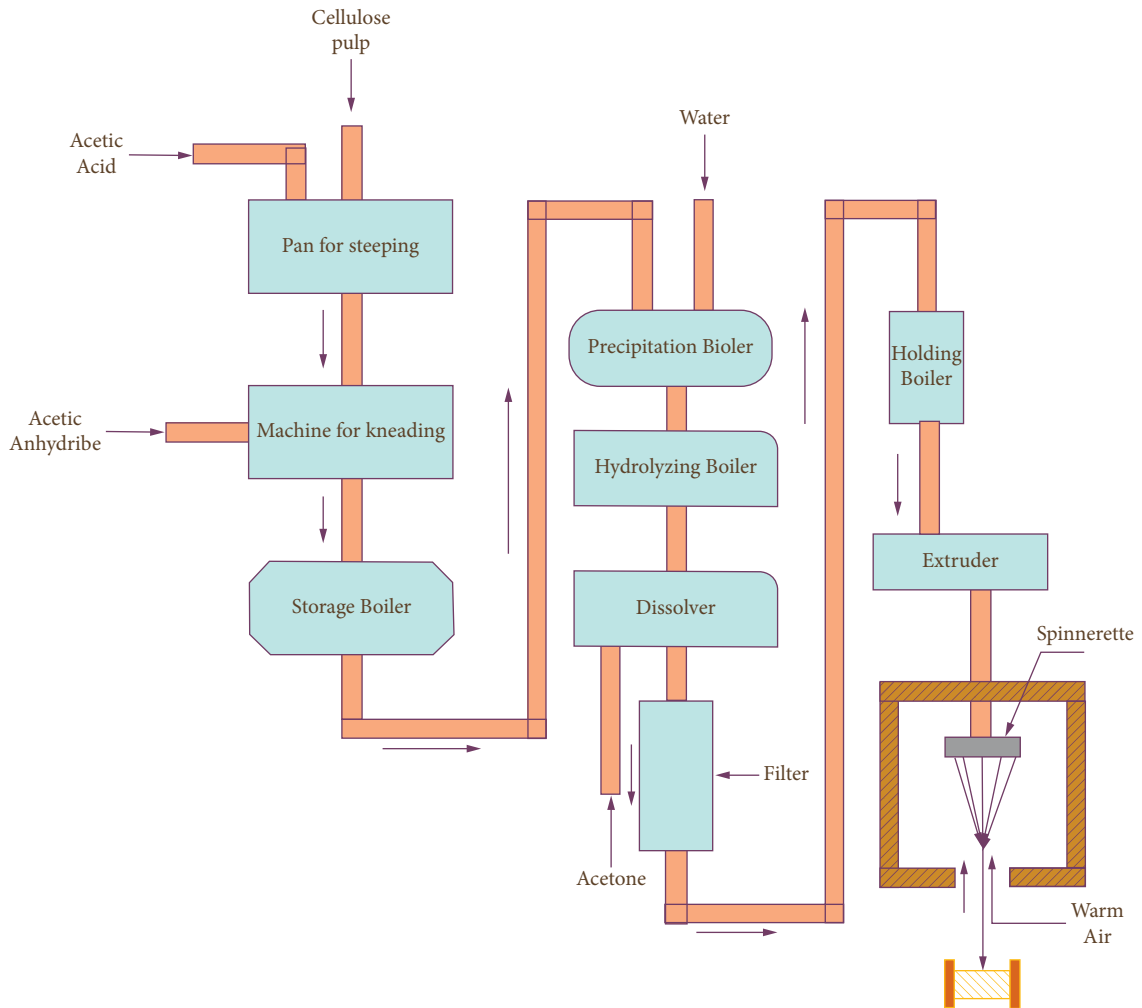 Cellulose
pulp
Acetic
Acid
Pan for steeping
Acetic
Anhydribe
Machine for kneading
Storage Boiler
Water
Precipitation Bioler
Hydrolyzing Boiler
Dissolver
Filter
Acetone
Holding
Boiler
Extruder
Spinnerette
Warm
Air